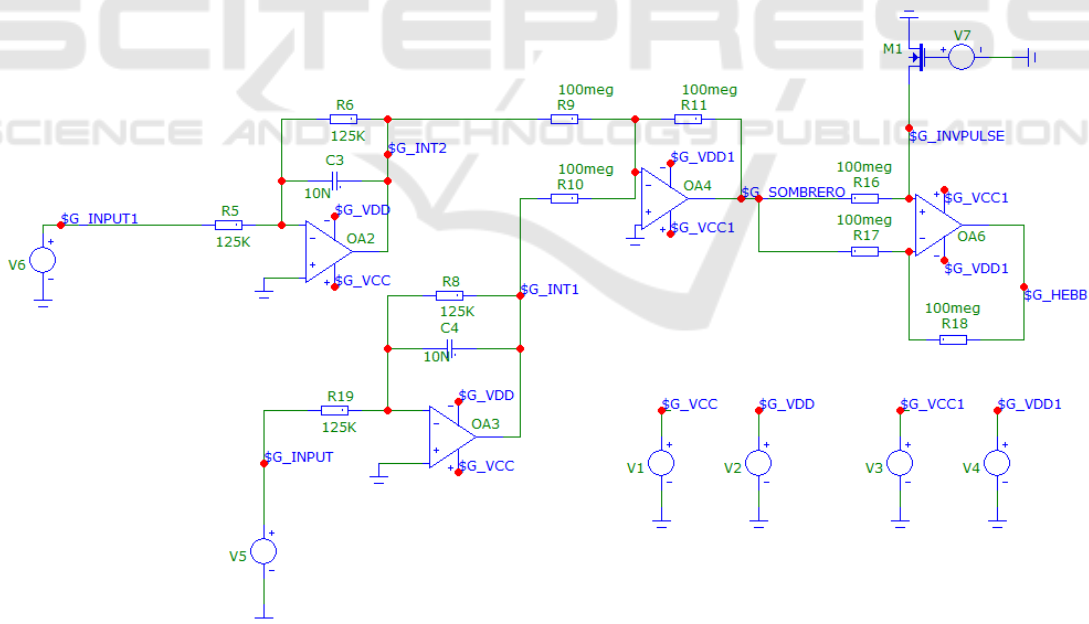 SCITEPRESS
SCIENCE AND TECHNOLOGY PUBLICATIONS
M1
V7
+
-
R6
125K
100meg
R9
100meg
R11
$G_INT2
C3
10N
$G_INVPULSE
$G_VDD1
100meg
R10
OA4
$G_VCC1
$G_SOMBRERO
100meg
R16
100meg
R17
$G_VCC1
OA6
$G_VDD1
$G_INPUT1
R5
125K
$G_VDD
OA2
$G_VCC
V6
R8
125K
$G_INT1
C4
10N
100meg
R18
$G_HEBB
R19
125K
$G_VDD
OA3
$G_VCC
$G_INPUT
V5
$G_VCC
$G_VDD
$G_VCC1
$G_VDD1
V1
V2
V3
V4